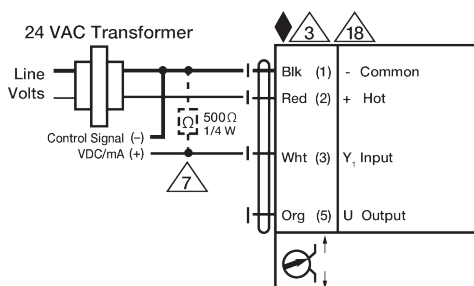 24 VAC Transformer
3 18
Line
Volts
Blk (1) - Common
Red (2) + Hot
Ω 500Ω
1/4 W
Control Signal (–)
VDC/mA (+)
Wht (3) Y1 Input
7
Org (5) U Output